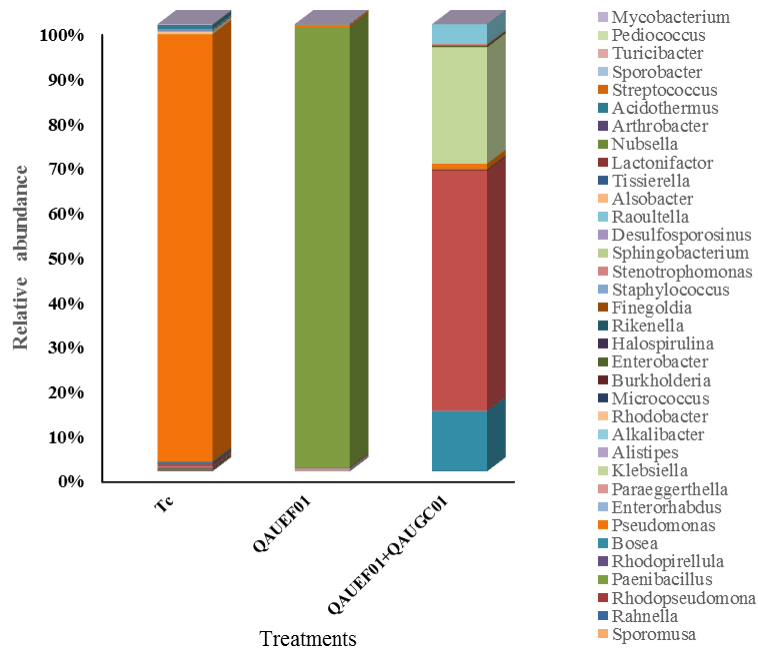 100%
90%
80%
70%
60%
50%
40%
30%
20%
10%
0%
Relative abundance
Tc
QAUEF01
QAUEF01+QAUGC01
Treatments
Mycobacterium
Pediococcus
Turicibacter
Sporobacter
Streptococcus
Acidothermus
Arthrobacter
Nubsella
Lactonifactor
Tissierella
Alsobacter
Raoultella
Desulfosporosinus
Sphingobacterium
Stenotrophomonas
Staphylococcus
Finegoldia
Rikenella
Halospirulina
Enterobacter
Burkholderia
Micrococcus
Rhodobacter
Alkalibacter
Alistipes
Klebsiella
Paraeggerthella
Enterorhabdus
Pseudomonas
Bosea
Rhodopirellula
Paenibacillus
Rhodopseudomona
Rahnella
Sporomusa